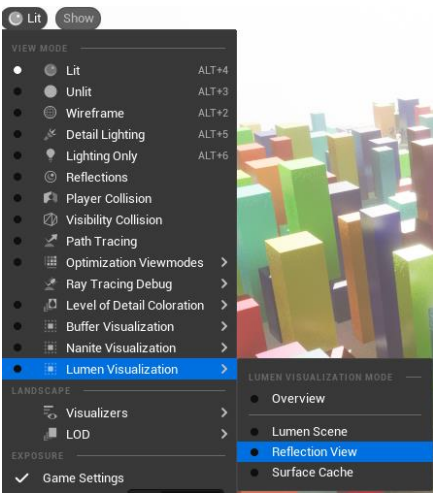 Lit Show
VIEW MODE
Lit ALT+4
Unlit ALT+3
Wireframe ALT+2
Detail Lighting ALT+5
Lighting Only ALT+6
Reflections
Player Collision
Visibility Collision
Path Tracing
Optimization Viewmodes
Ray Tracing Debug
Level of Detail Coloration
Buffer Visualization
Nanite Visualization
Lumen Visualization
LANDSCAPE
Visualizers
LOD
EXPOSURE
Game Settings
LUMEN VISUALIZATION MODE
Overview
Lumen Scene
Reflection View
Surface Cache